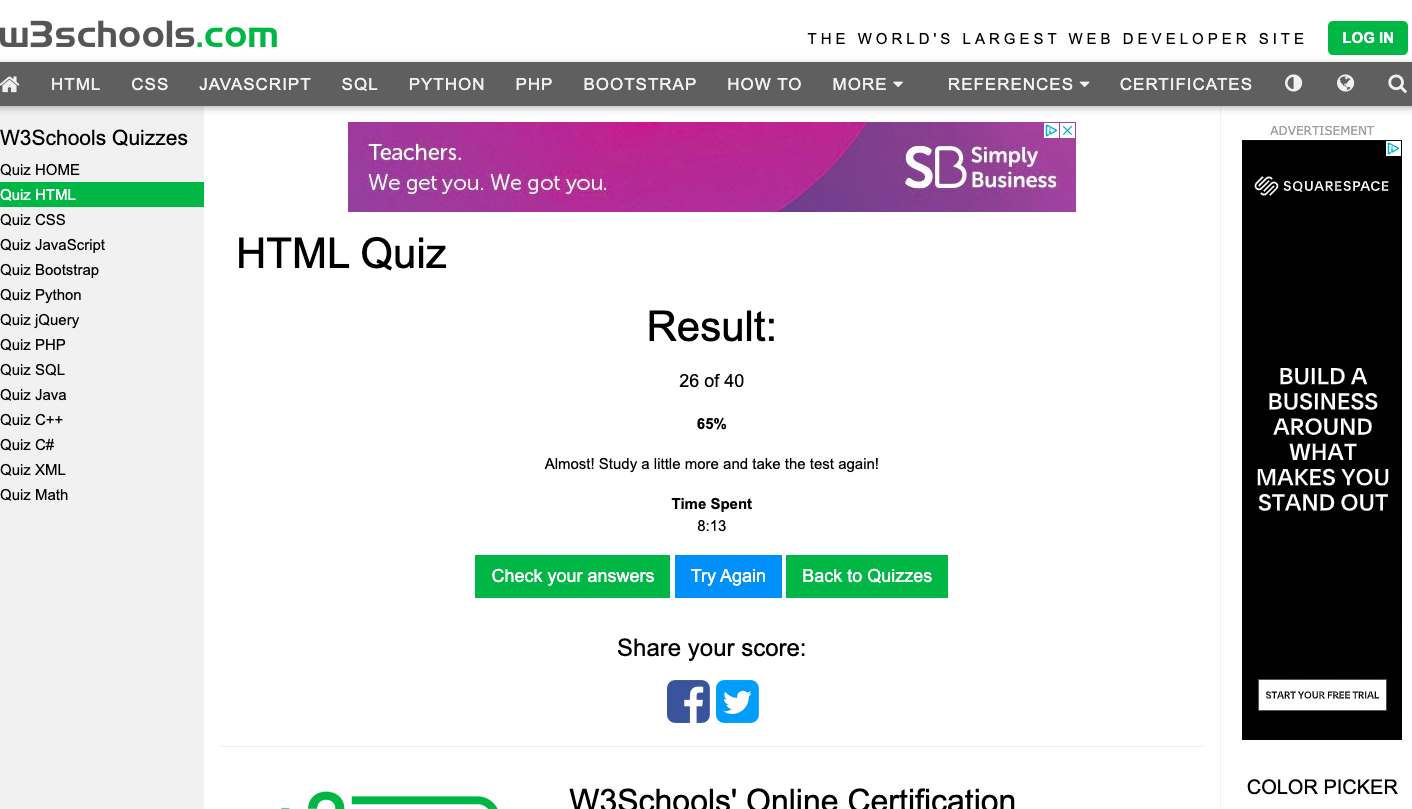 w3schools.com
THE WORLD'S LARGEST WEB DEVELOPER SITE
LOG IN
HTML CSS JAVASCRIPT SQL PYTHON PHP BOOTSTRAP HOW TO MORE REFERENCES CERTIFICATES
W3Schools Quizzes
Quiz HOME
Quiz HTML
Quiz CSS
Quiz JavaScript
Quiz Bootstrap
Quiz Python
Quiz jQuery
Quiz PHP
Quiz SQL
Quiz Java
Quiz C++
Quiz C#
Quiz XML
Quiz Math
Teachers.
We get you. We got you.
SB Simply
Business
HTML Quiz
Result:
26 of 40
65%
Almost! Study a little more and take the test again!
Time Spent
8:13
Check your answers
Try Again
Back to Quizzes
Share your score:
W3Schools' Online Certification
ADVERTISEMENT
SQUARESPACE
BUILD A
BUSINESS
AROUND
WHAT
MAKES YOU
STAND OUT
START YOUR FREE TRIAL
COLOR PICKER